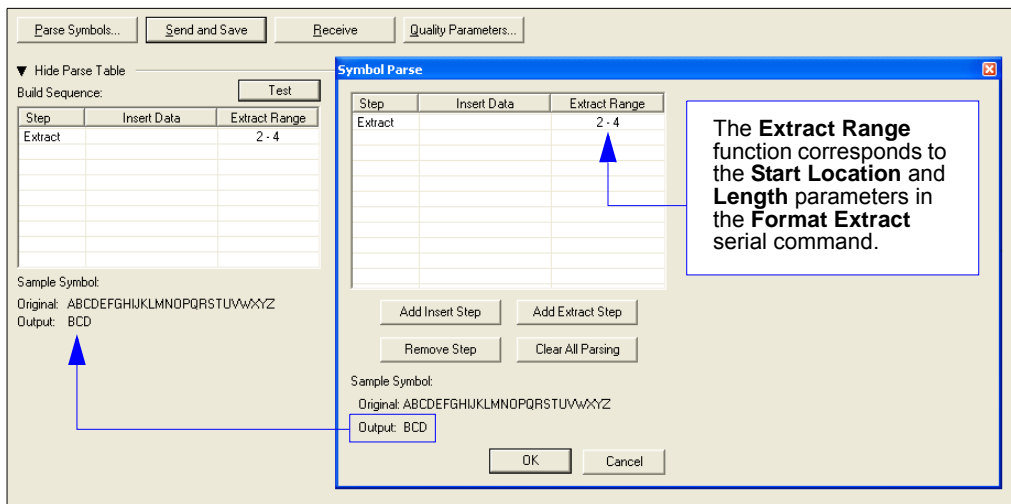 Parse Symbols... Send and Save Receive Quality Parameters...
Hide Parse Table
Build Sequence: Test
Step Insert Data Extract Range
Extract 2 - 4
Sample Symbol:
Original: ABCDEFGHIJKLMNOPQRSTUVWXYZ
Output: BCD
Symbol Parse
Step Insert Data Extract Range
Extract 2 - 4
Add Insert Step Add Extract Step
Remove Step Clear All Parsing
Sample Symbol:
Original: ABCDEFGHIJKLMNOPQRSTUVWXYZ
Output: BCD
OK Cancel
The Extract Range
function corresponds to
the Start Location and
Length parameters in
the Format Extract
serial command.